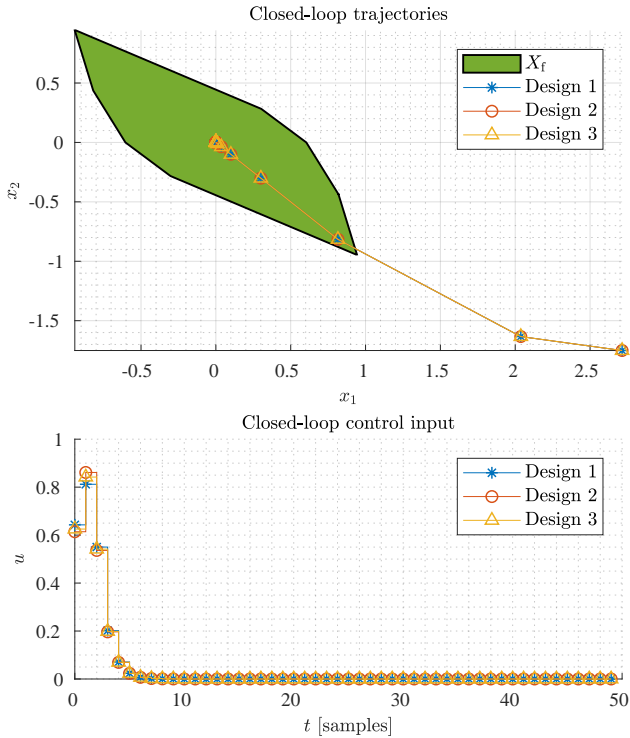 Closed-loop trajectories
0.5
0
-0.5
-1
-1.5
x2
-0.5 0 0.5 1 1.5 2 2.5
x1
Xf
Design 1
Design 2
Design 3
Closed-loop control input
1
0.8
0.6
0.4
0.2
0
u
0 10 20 30 40 50
t [samples]
Design 1
Design 2
Design 3